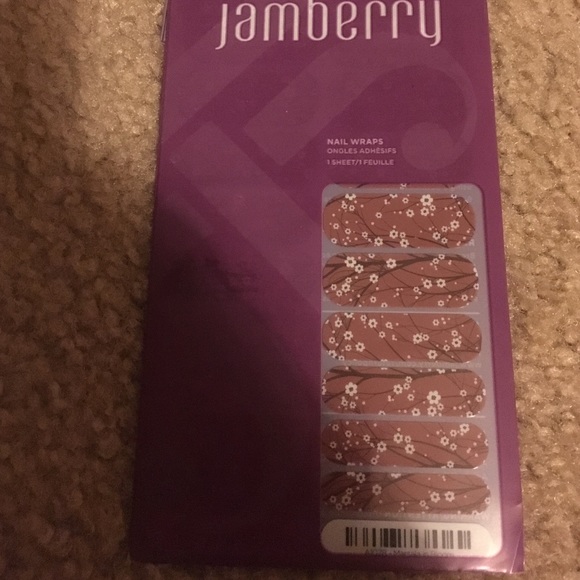 jamberry
NAIL WRAPS
ONGLES ADHÉSIFS
1 SHEET/1 FEUILLE